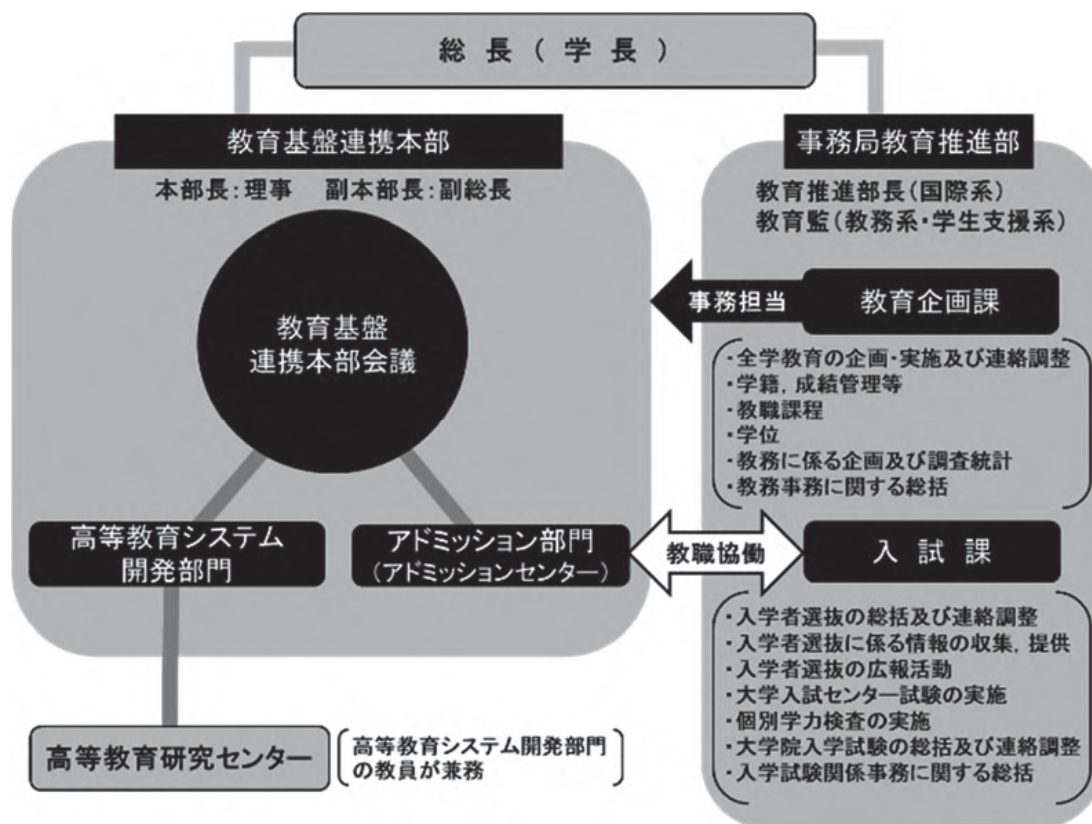 総 長 ( 学 長 )
教育基盤連携本部
本部長:理事 副本部長:副総長
教育基盤
連携本部会議
高等教育システム
開発部門
アドミッション部門
(アドミッションセンター)
高等教育研究センター
高等教育システム開発部門
の教員が兼務
事務局教育推進部
教育推進部長(国際系)
教育監(教務系・学生支援系)
事務担当
教育企画課
・全学教育の企画・実施及び連絡調整
・学籍, 成績管理等
・教職課程
・学位
・教務に係る企画及び調査統計
・教務事務に関する総括
教職協働
入 試 課
・入学者選抜の総括及び連絡調整
・入学者選抜に係る情報の収集, 提供
・入学者選抜の広報活動
・大学入試センター試験の実施
・個別学力検査の実施
・大学院入学試験の総括及び連絡調整
・入学試験関係事務に関する総括